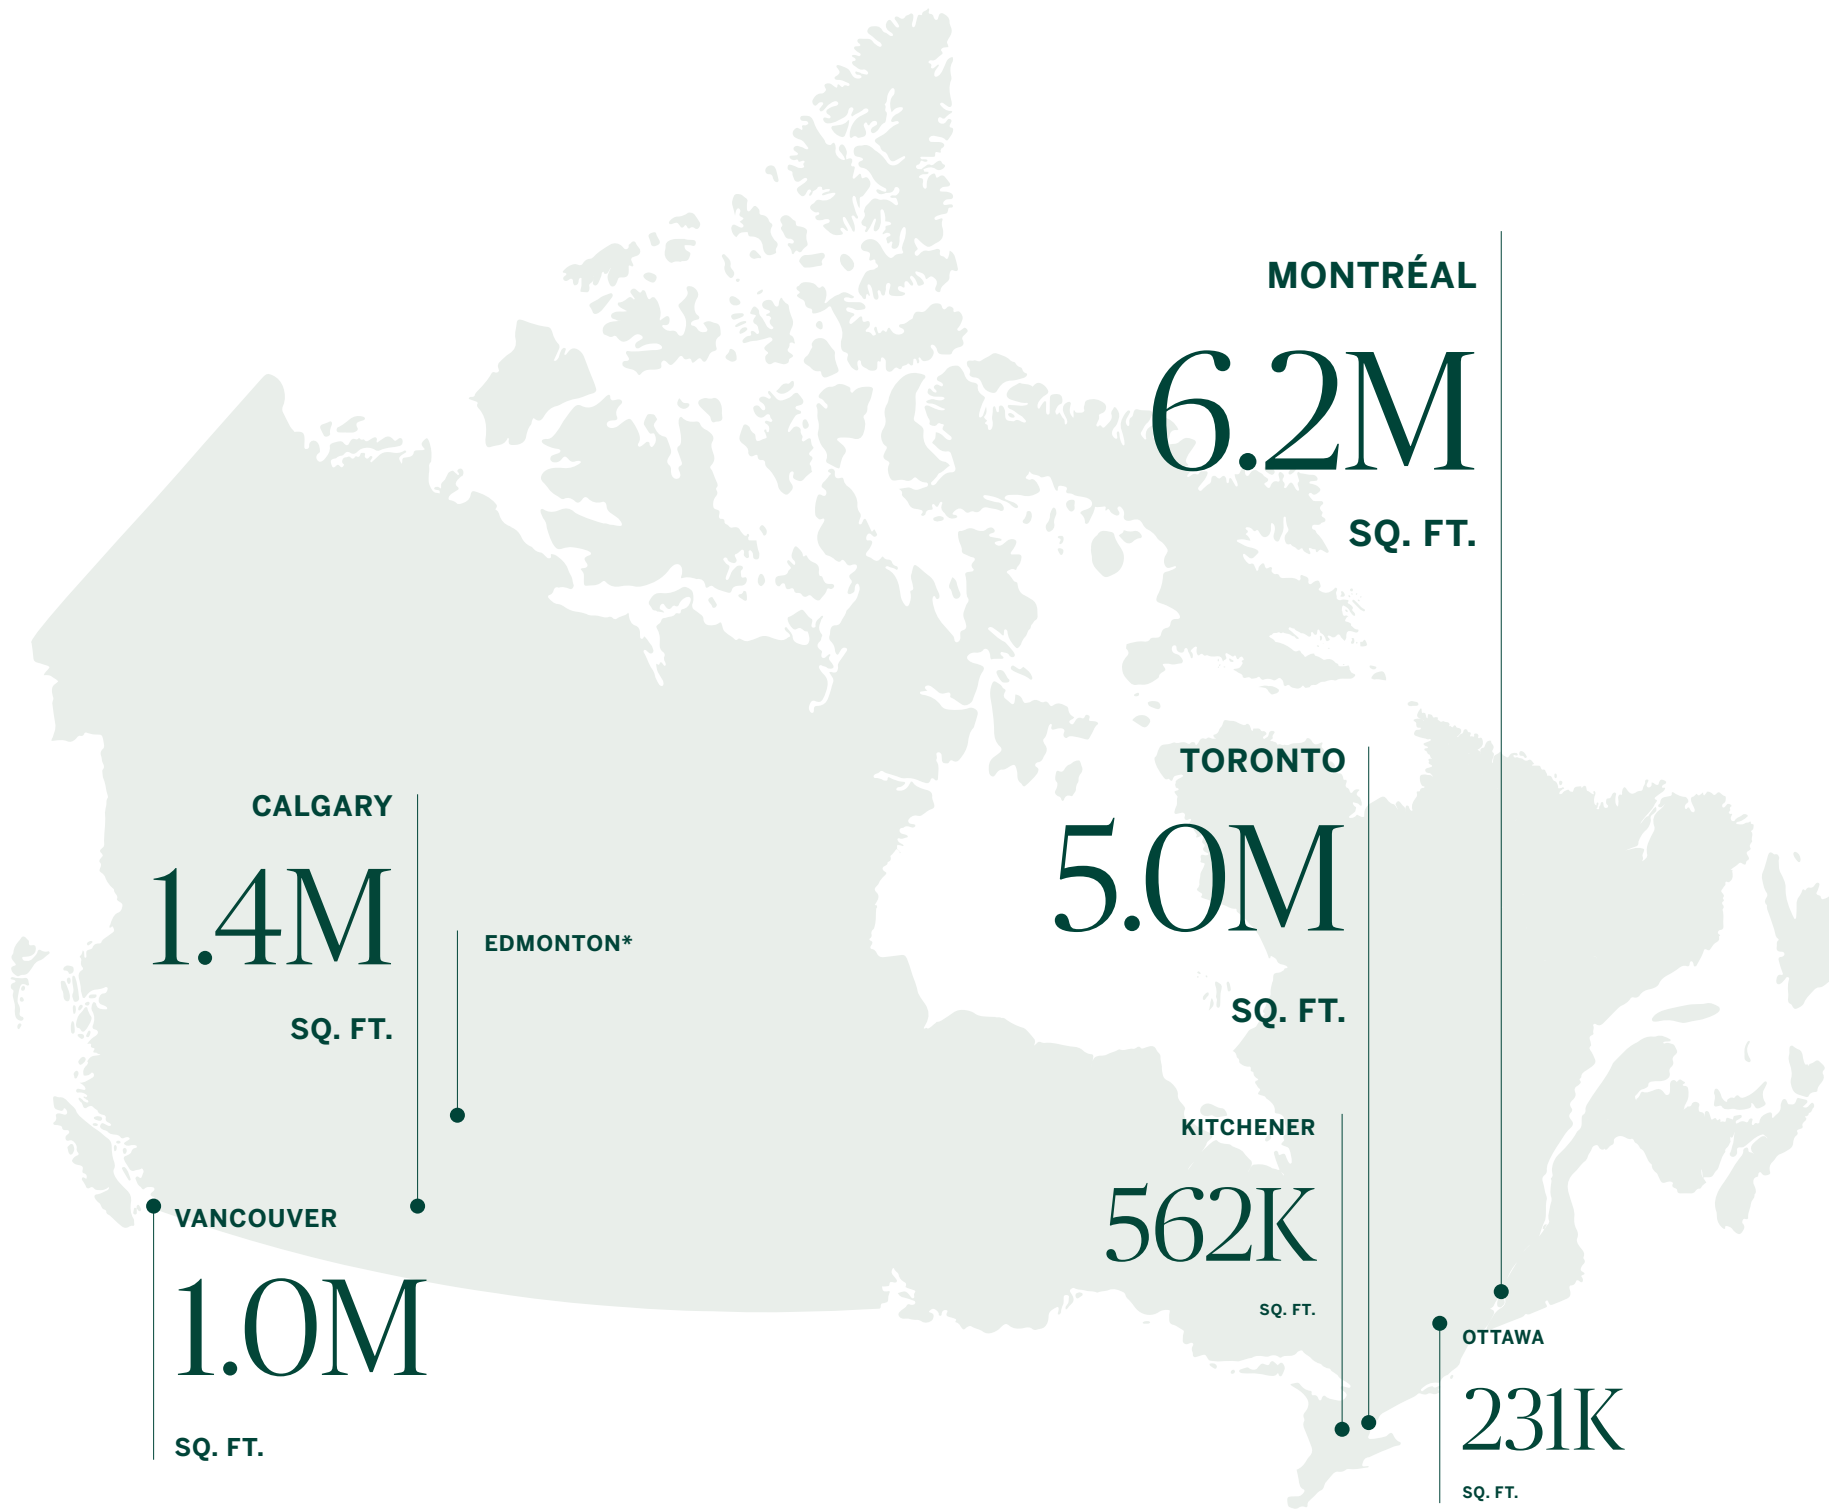 MONTRÉAL
6.2M
SQ. FT.
TORONTO
5.0M
SQ. FT.
CALGARY
1.4M
SQ. FT.
EDMONTON*
KITCHENER
562K
SQ. FT.
VANCOUVER
1.0M
SQ. FT.
OTTAWA
231K
SQ. FT.